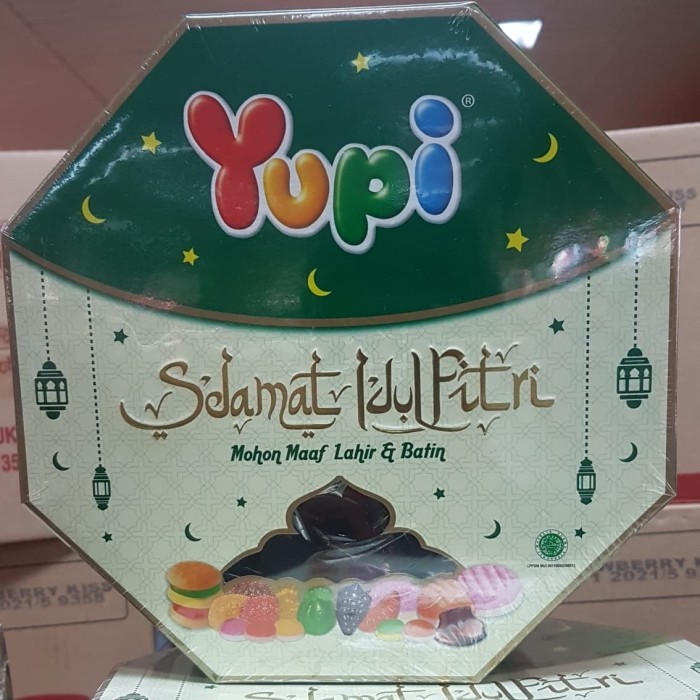 Yupi®
Selamat Idul Fitri
Mohon Maaf Lahir & Batin